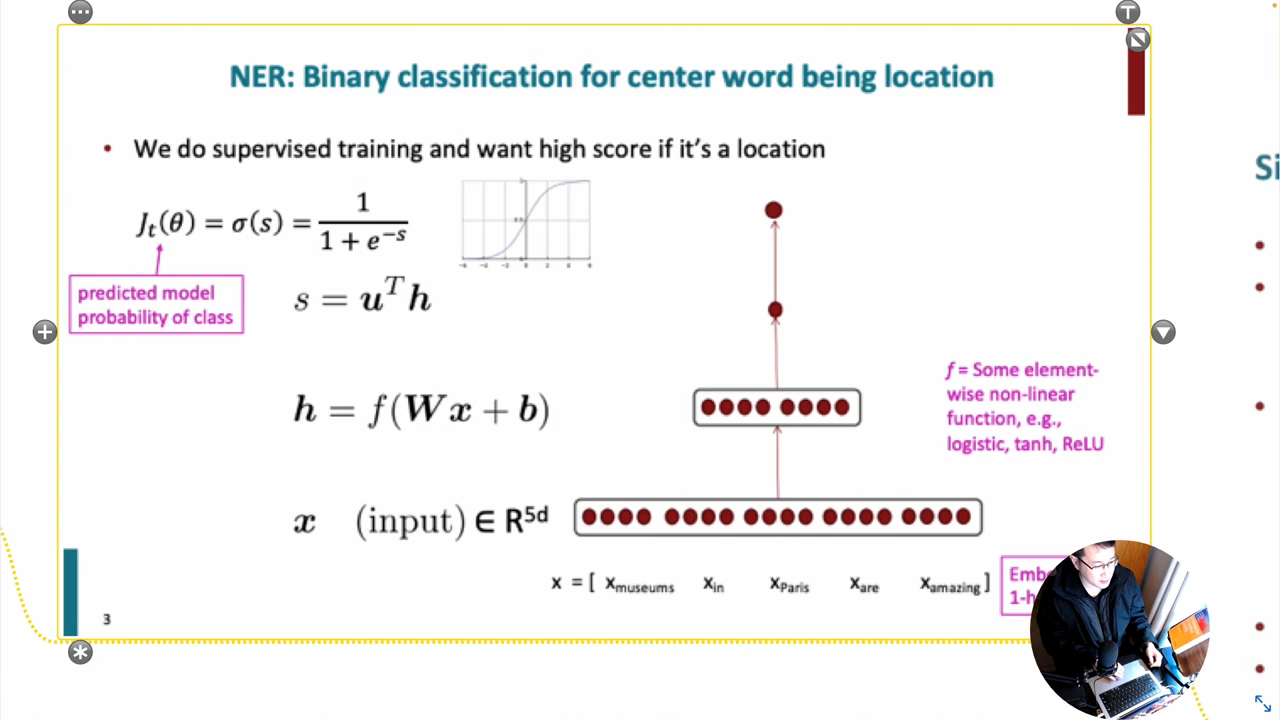 T
NER: Binary classification for center word being location
• We do supervised training and want high score if it's a location
J_t(θ) = σ(s) = 1 / (1 + e^{-s})
predicted model
probability of class
s = u^T h
h = f(Wx + b)
f = Some element-
wise non-linear
function, e.g.,
logistic, tanh, ReLU
x (input) ∈ R^{5d}
x = [ x_museums x_in x_Paris x_are x_amazing ]
3